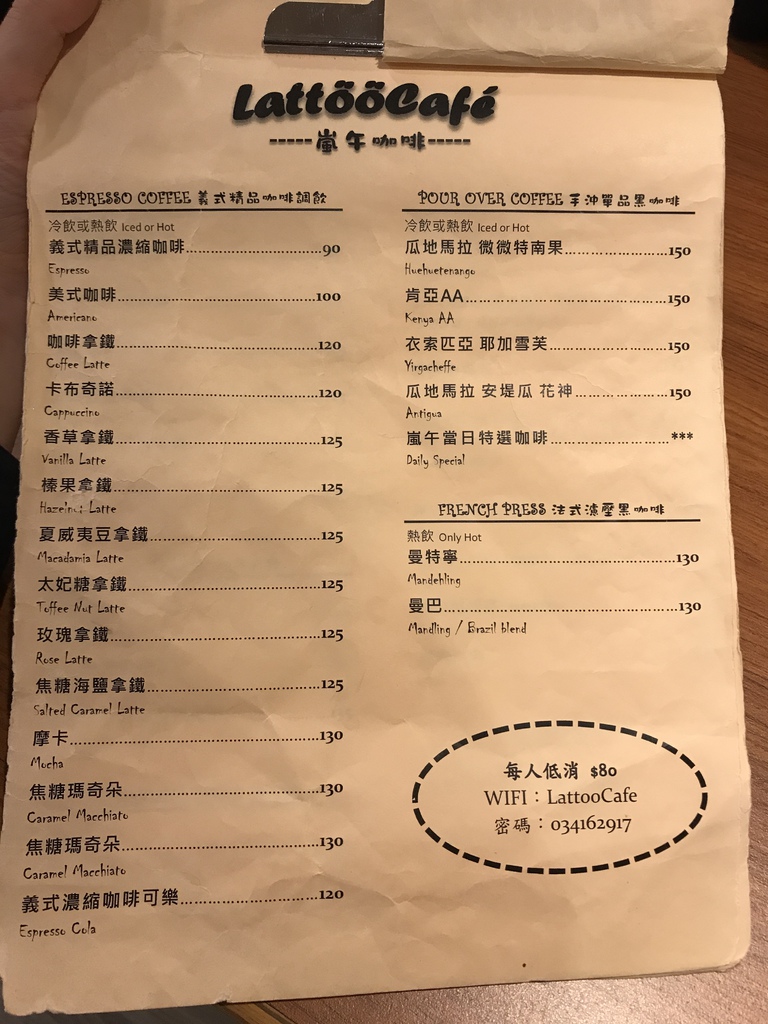 LattööCafé
-----嵐午咖啡-----
ESPRESSO COFFEE 義式精品咖啡調飲
冷飲或熱飲 Iced or Hot
義式精品濃縮咖啡........................90
Espresso
美式咖啡........................100
Americano
咖啡拿鐵........................120
Coffee Latte
卡布奇諾........................120
Cappuccino
香草拿鐵........................125
Vanilla Latte
榛果拿鐵........................125
Hazelnut Latte
夏威夷豆拿鐵........................125
Macadamia Latte
太妃糖拿鐵........................125
Toffee Nut Latte
玫瑰拿鐵........................125
Rose Latte
焦糖海鹽拿鐵........................125
Salted Caramel Latte
摩卡........................130
Mocha
焦糖瑪奇朵........................130
Caramel Macchiato
焦糖瑪奇朵........................130
Caramel Macchiato
義式濃縮咖啡可樂........................120
Espresso Cola
POUR OVER COFFEE 手沖單品黑咖啡
冷飲或熱飲 Iced or Hot
瓜地馬拉 微微特南果........................150
Huehuetenango
肯亞AA........................150
Kenya AA
衣索匹亞 耶加雪芙........................150
Yirgacheffe
瓜地馬拉 安堤瓜 花神........................150
Antigua
嵐午當日特選咖啡........................***
Daily Special
FRENCH PRESS 法式濾壓黑咖啡
熱飲 Only Hot
曼特寧........................130
Mandehling
曼巴........................130
Mandling / Brazil blend
每人低消 $80
WIFI：LattooCafe
密碼：034162917